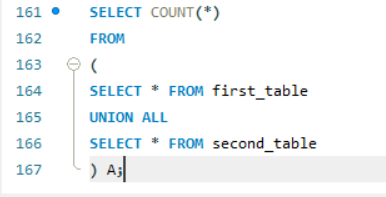 161 SELECT COUNT(*)
162 FROM
163 (
164 SELECT * FROM first_table
165 UNION ALL
166 SELECT * FROM second_table
167 ) A;